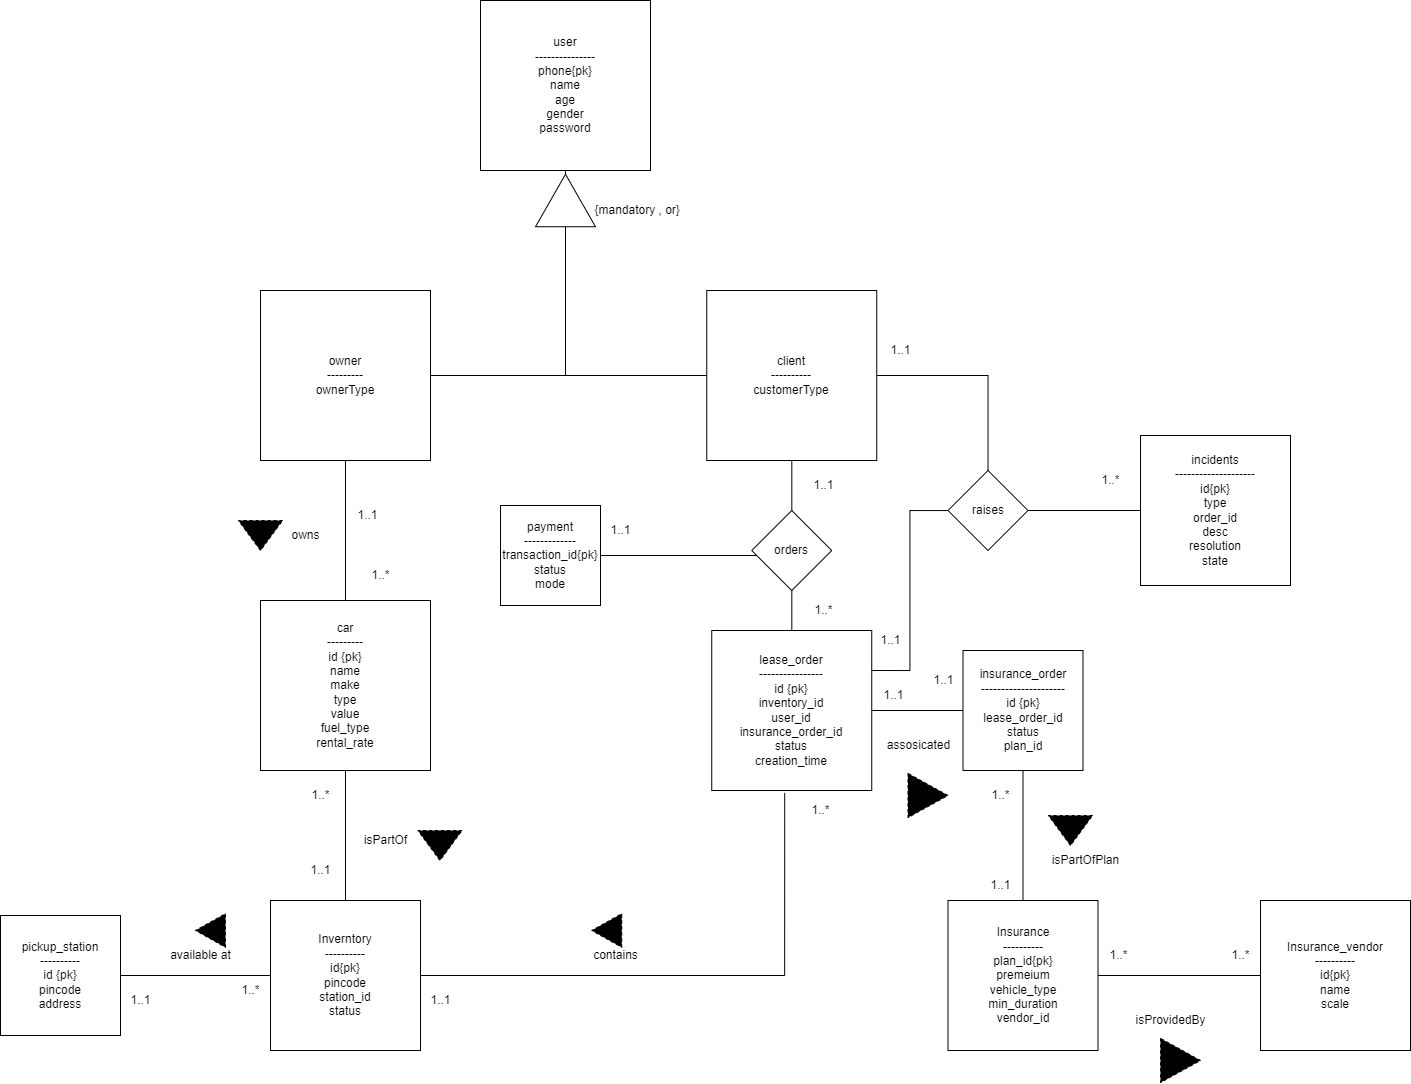 user
---------------
phone{pk}
name
age
gender
password
{mandatory , or}
owner
---------
ownerType
client
----------
customerType
1..1
1..1
1..*
incidents
--------------------
id{pk}
type
order_id
desc
resolution
state
raises
1..1
owns
1..*
payment
-------------
transaction_id{pk}
status
mode
1..1
orders
1..*
car
---------
id {pk}
name
make
type
value
fuel_type
rental_rate
lease_order
----------------
id {pk}
inventory_id
user_id
insurance_order_id
status
creation_time
1..1
1..1
1..1
insurance_order
---------------------
id {pk}
lease_order_id
status
plan_id
assosicated
1..*
isPartOf
1..1
1..*
1..*
isPartOfPlan
1..1
pickup_station
----------
id {pk}
pincode
address
available at
1..1
1..*
Inverntory
----------
id{pk}
pincode
station_id
status
contains
1..1
Insurance
----------
plan_id{pk}
premeium
vehicle_type
min_duration
vendor_id
1..*
1..*
isProvidedBy
Insurance_vendor
----------
id{pk}
name
scale